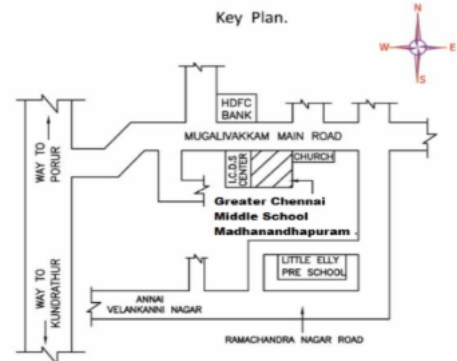 Key Plan.
N
W
E
S
HDFC
BANK
MUGALIVAKKAM MAIN ROAD
WAY TO
PORUR
I.C.D.S
CENTER
CHURCH
Greater Chennai
Middle School
Madhanandhapuram
WAY TO
KUNDRATHUR
LITTLE ELLY
PRE SCHOOL
ANNAI
VELANKANNI NAGAR
RAMACHANDRA NAGAR ROAD